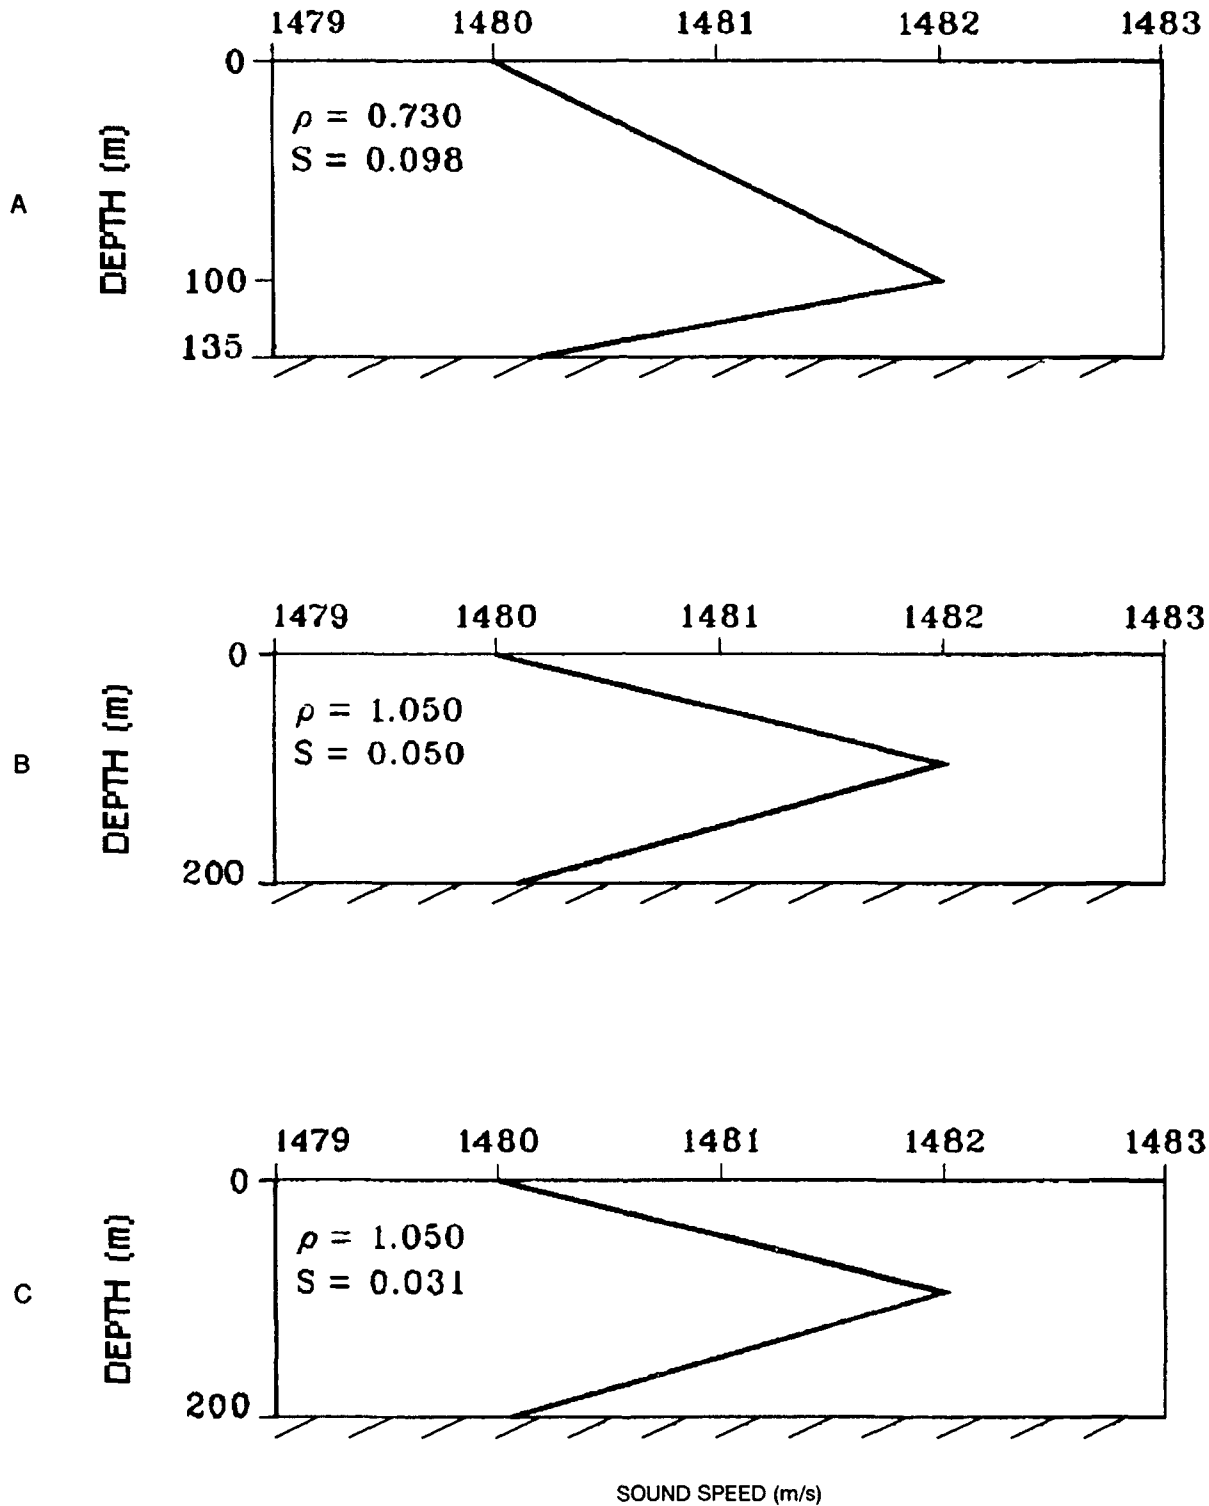 1479 1480 1481 1482 1483
0
ρ = 0.730
S = 0.098
A
DEPTH (m)
100
135
1479 1480 1481 1482 1483
0
ρ = 1.050
S = 0.050
B
DEPTH (m)
200
1479 1480 1481 1482 1483
0
ρ = 1.050
S = 0.031
C
DEPTH (m)
200
SOUND SPEED (m/s)